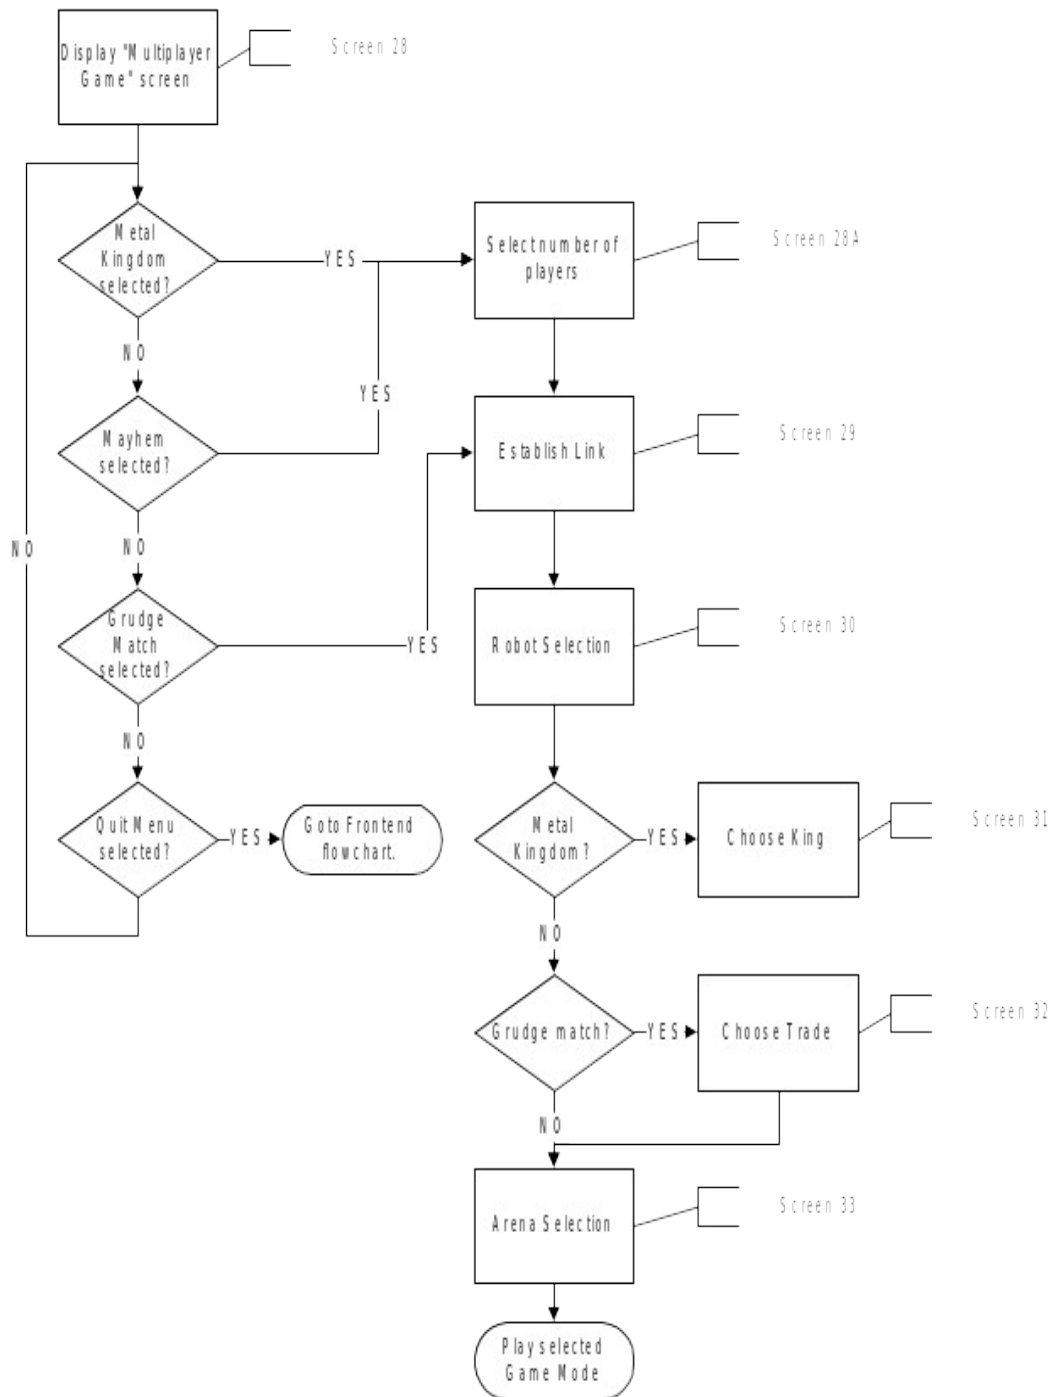 Display "Multiplayer
Game" screen
Screen 28
Metal
Kingdom
selected?
YES
Select number of
players
Screen 28A
NO
YES
Mayhem
selected?
Establish Link
Screen 29
NO
NO
Grudge
Match
selected?
YES
Robot Selection
Screen 30
NO
Quit Menu
selected?
YES
Goto Frontend
flowchart.
Metal
Kingdom?
YES
Choose King
Screen 31
NO
Grudge match?
YES
Choose Trade
Screen 32
NO
Arena Selection
Screen 33
Play selected
Game Mode